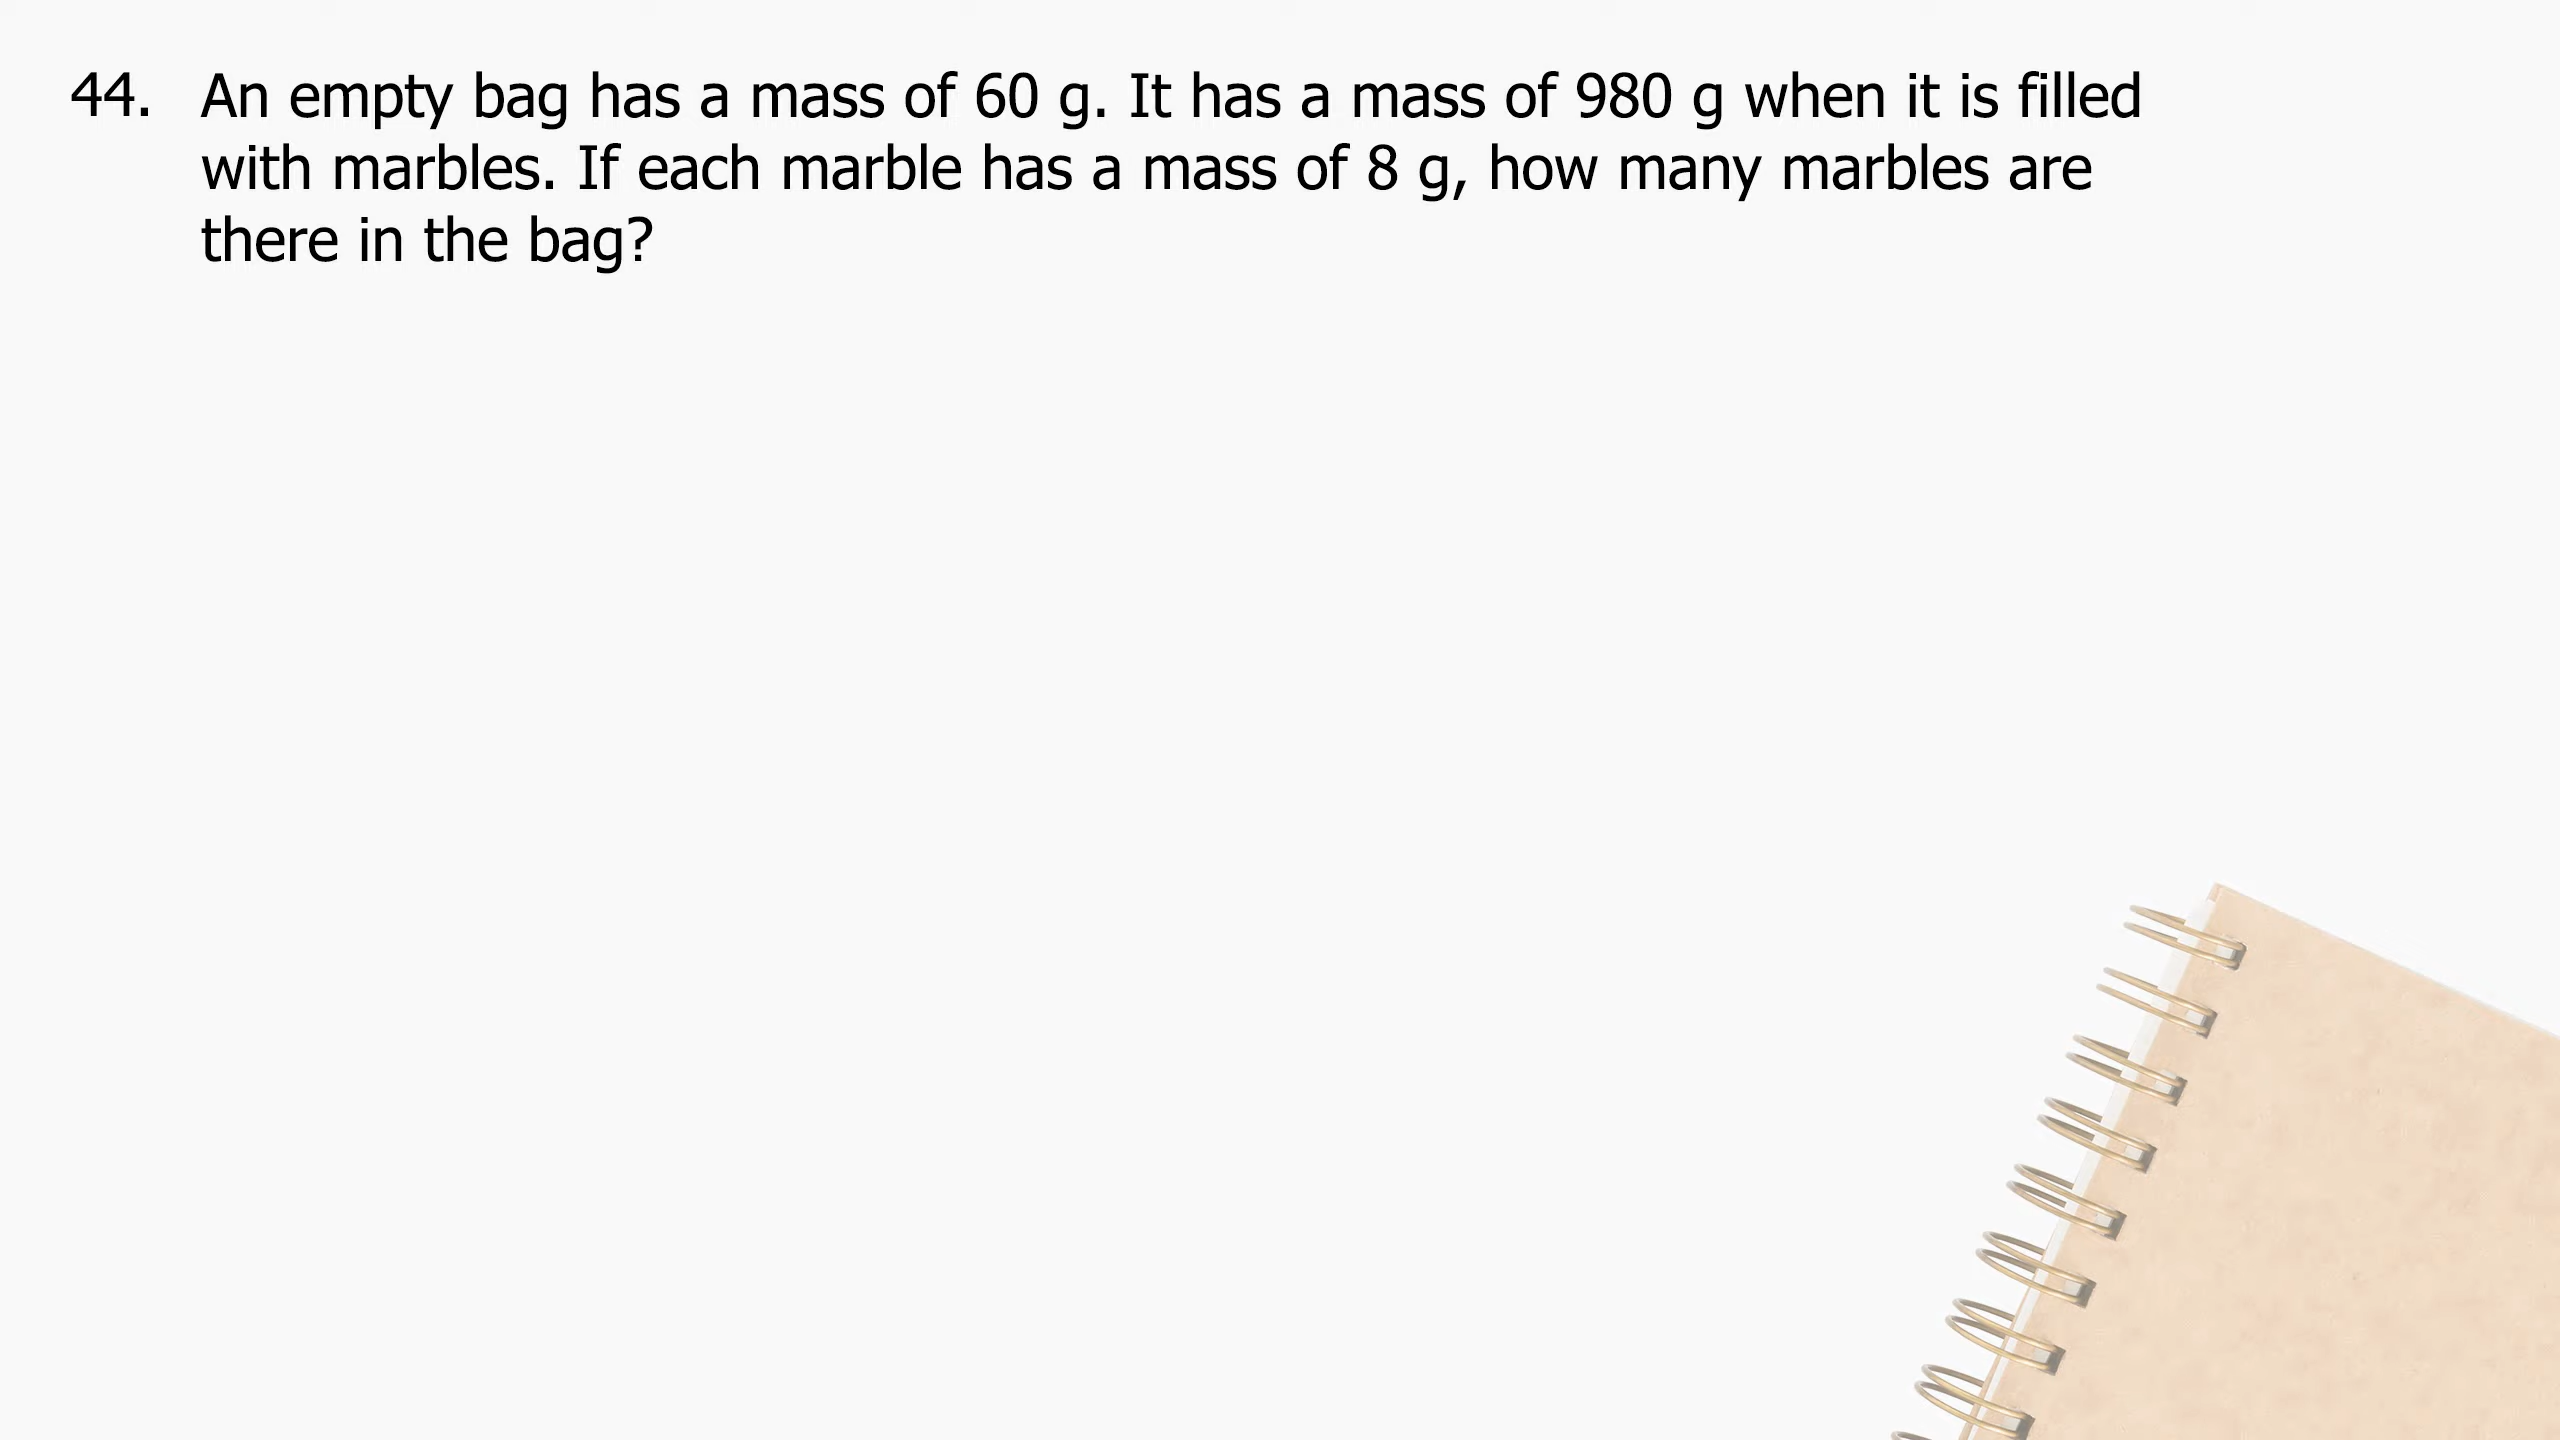 44. An empty bag has a mass of 60 g. It has a mass of 980 g when it is filled
with marbles. If each marble has a mass of 8 g, how many marbles are
there in the bag?